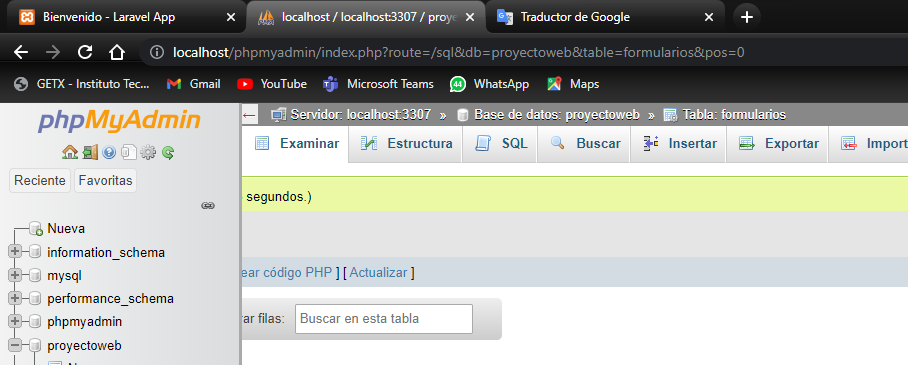 Bienvenido - Laravel App
localhost / localhost:3307 / proye
Traductor de Google
localhost/phpmyadmin/index.php?route=/sql&db=proyectoweb&table=formularios&pos=0
GETX - Instituto Tec...
Gmail
YouTube
Microsoft Teams
44
WhatsApp
Maps
phpMyAdmin
Reciente
Favoritas
Nueva
information_schema
mysql
performance_schema
phpmyadmin
proyectoweb
Servidor: localhost:3307 » Base de datos: proyectoweb » Tabla: formularios
Examinar
Estructura
SQL
Buscar
Insertar
Exportar
Import
segundos.)
ear código PHP ] [ Actualizar ]
rar filas:
Buscar en esta tabla